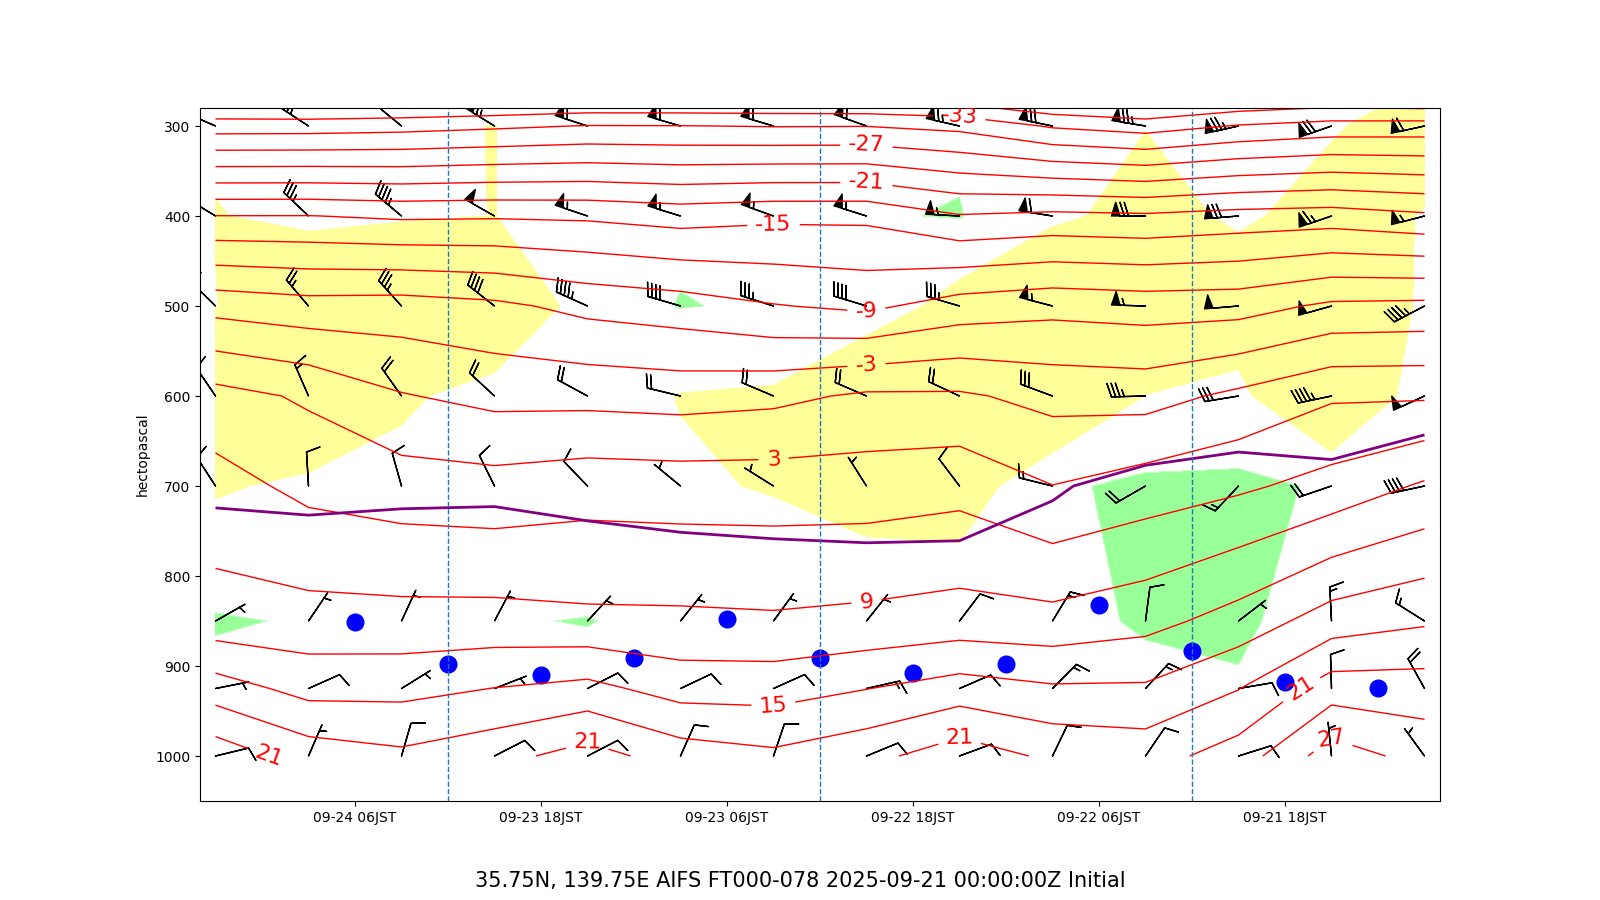 300
400
500
600
700
800
900
1000
hectopascal
-33
-27
-21
-15
-9
-3
3
9
15
21
21
21
21
27
09-24 06JST
09-23 18JST
09-23 06JST
09-22 18JST
09-22 06JST
09-21 18JST
35.75N, 139.75E AIFS FT000-078 2025-09-21 00:00:00Z Initial